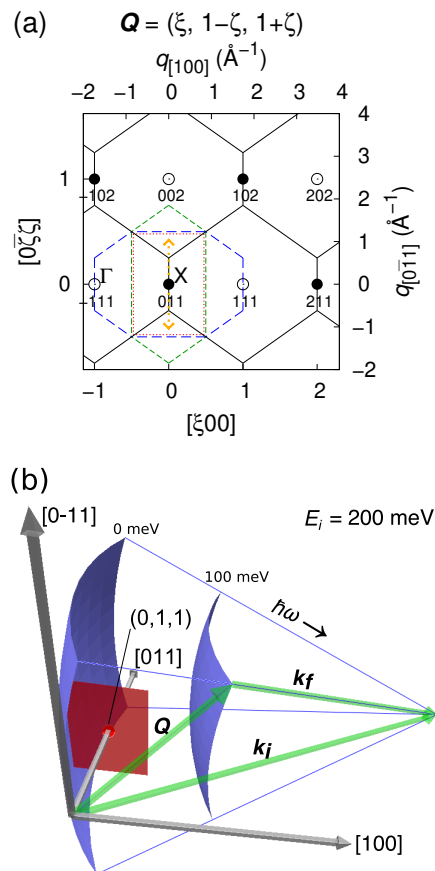 (a) Q = (ξ, 1−ζ, 1+ζ)
q[100] (Å⁻¹)
−2 −1 0 1 2 3 4
4
3
1 2
−102 002 102 202
1
0 Γ X 0
−111 011 111 211
−1
−2
[0ζ̄ζ]
q[01̄1] (Å⁻¹)
−1 0 1 2
[ξ00]
(b)
[0-11]
0 meV
Eᵢ = 200 meV
100 meV
ħω →
(0,1,1)
[011]
k_f
Q
k_i
[100]